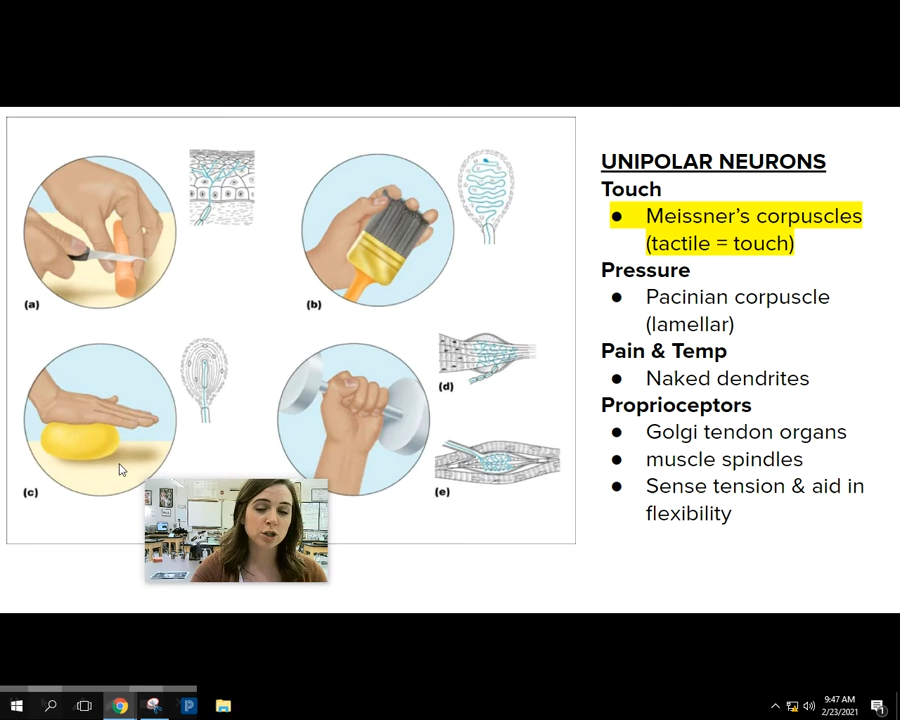 (a)
(b)
(c)
(d)
(e)
UNIPOLAR NEURONS
Touch
● Meissner’s corpuscles
(tactile = touch)
Pressure
● Pacinian corpuscle
(lamellar)
Pain & Temp
● Naked dendrites
Proprioceptors
● Golgi tendon organs
● muscle spindles
● Sense tension & aid in
flexibility
9:47 AM
2/23/2021